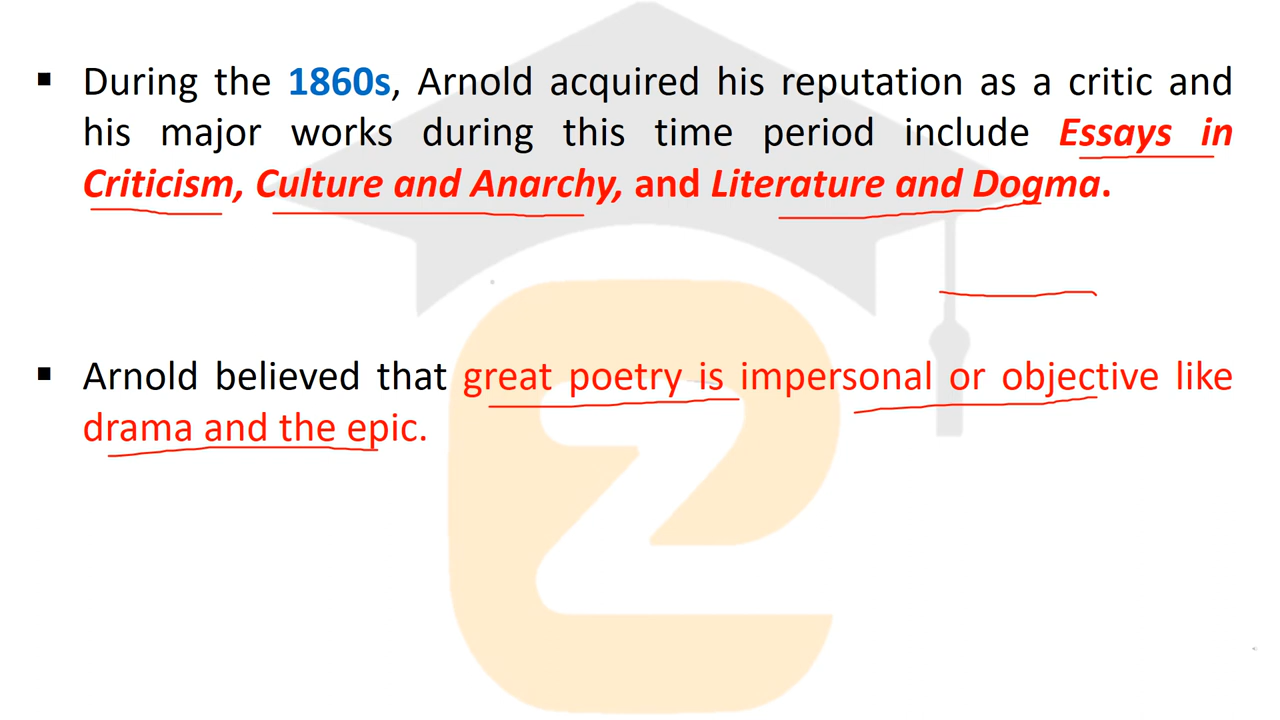 ▪ During the 1860s, Arnold acquired his reputation as a critic and
his major works during this time period include Essays in
Criticism, Culture and Anarchy, and Literature and Dogma.
▪ Arnold believed that great poetry is impersonal or objective like
drama and the epic.